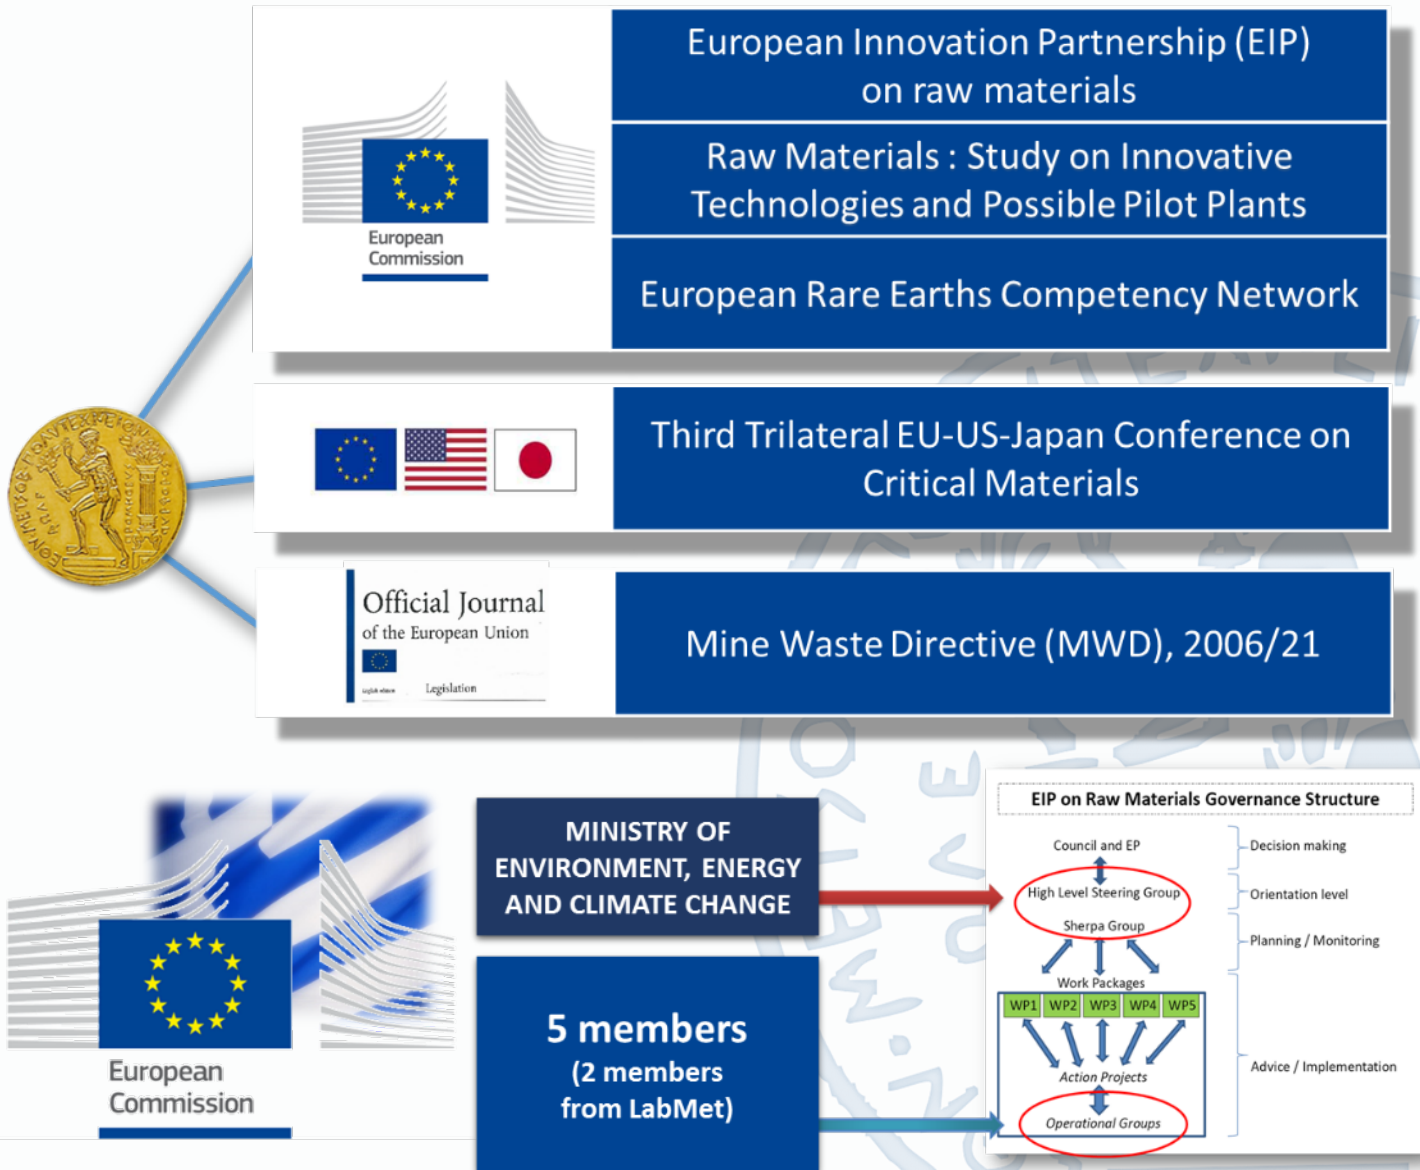 European Innovation Partnership (EIP)
on raw materials
Raw Materials : Study on Innovative
Technologies and Possible Pilot Plants
European Rare Earths Competency Network
European
Commission
Third Trilateral EU-US-Japan Conference on
Critical Materials
Official Journal
of the European Union
English edition
Legislation
Mine Waste Directive (MWD), 2006/21
European
Commission
MINISTRY OF
ENVIRONMENT, ENERGY
AND CLIMATE CHANGE
5 members
(2 members
from LabMet)
EIP on Raw Materials Governance Structure
Council and EP
Decision making
High Level Steering Group
Orientation level
Sherpa Group
Planning / Monitoring
Work Packages
WP1 WP2 WP3 WP4 WP5
Action Projects
Advice / Implementation
Operational Groups